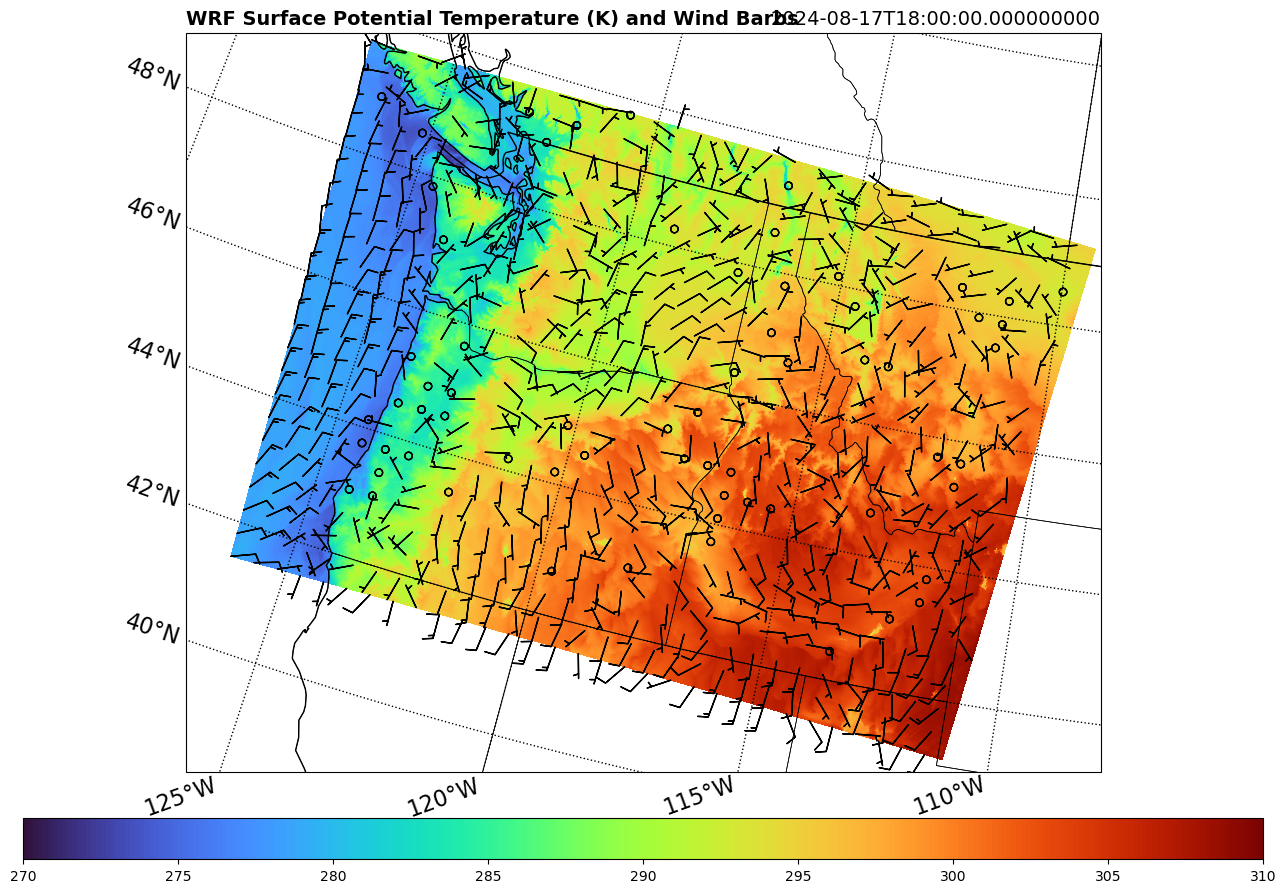 WRF Surface Potential Temperature (K) and Wind Barbs 2024-08-17T18:00:00.000000000
48°N
46°N
44°N
42°N
40°N
125°W 120°W 115°W 110°W
270 275 280 285 290 295 300 305 310